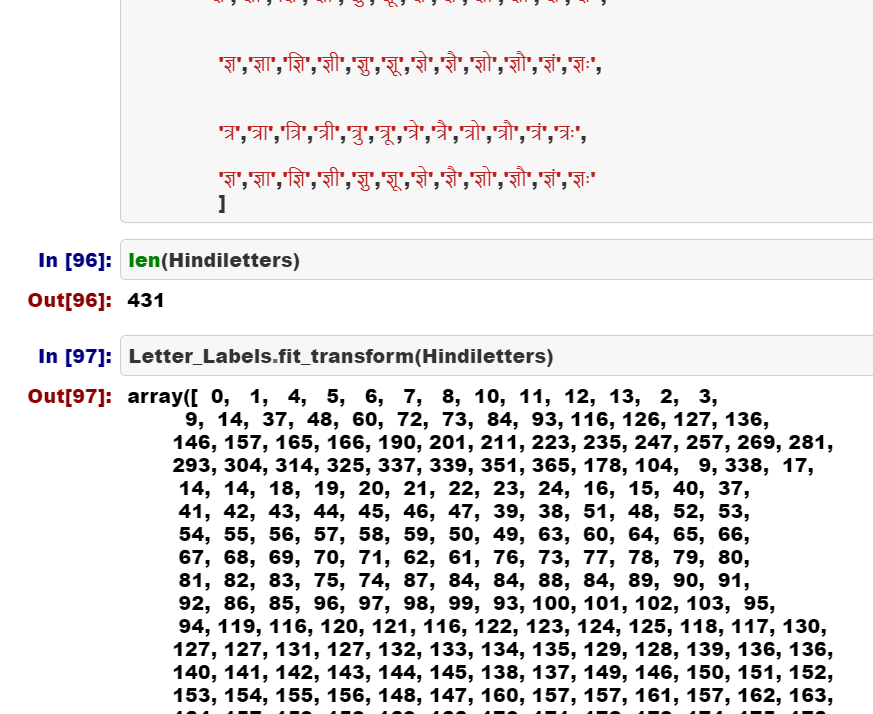 'ज्ञ','ज्ञा','ज्ञि','ज्ञी','ज्ञु','ज्ञू','ज्ञे','ज्ञै','ज्ञो','ज्ञौ','ज्ञं','ज्ञः',
'त्र','त्रा','त्रि','त्री','त्रु','त्रू','त्रे','त्रै','त्रो','त्रौ','त्रं','त्रः',
'ज्ञ','ज्ञा','ज्ञि','ज्ञी','ज्ञु','ज्ञू','ज्ञे','ज्ञै','ज्ञो','ज्ञौ','ज्ञं','ज्ञः'
]
In [96]: len(Hindiletters)
Out[96]: 431
In [97]: Letter_Labels.fit_transform(Hindiletters)
Out[97]: array([ 0, 1, 4, 5, 6, 7, 8, 10, 11, 12, 13, 2, 3,
9, 14, 37, 48, 60, 72, 73, 84, 93, 116, 126, 127, 136,
146, 157, 165, 166, 190, 201, 211, 223, 235, 247, 257, 269, 281,
293, 304, 314, 325, 337, 339, 351, 365, 178, 104, 9, 338, 17,
14, 14, 18, 19, 20, 21, 22, 23, 24, 16, 15, 40, 37,
41, 42, 43, 44, 45, 46, 47, 39, 38, 51, 48, 52, 53,
54, 55, 56, 57, 58, 59, 50, 49, 63, 60, 64, 65, 66,
67, 68, 69, 70, 71, 62, 61, 76, 73, 77, 78, 79, 80,
81, 82, 83, 75, 74, 87, 84, 84, 88, 84, 89, 90, 91,
92, 86, 85, 96, 97, 98, 99, 93, 100, 101, 102, 103, 95,
94, 119, 116, 120, 121, 116, 122, 123, 124, 125, 118, 117, 130,
127, 127, 131, 127, 132, 133, 134, 135, 129, 128, 139, 136, 136,
140, 141, 142, 143, 144, 145, 138, 137, 149, 146, 150, 151, 152,
153, 154, 155, 156, 148, 147, 160, 157, 157, 161, 157, 162, 163,